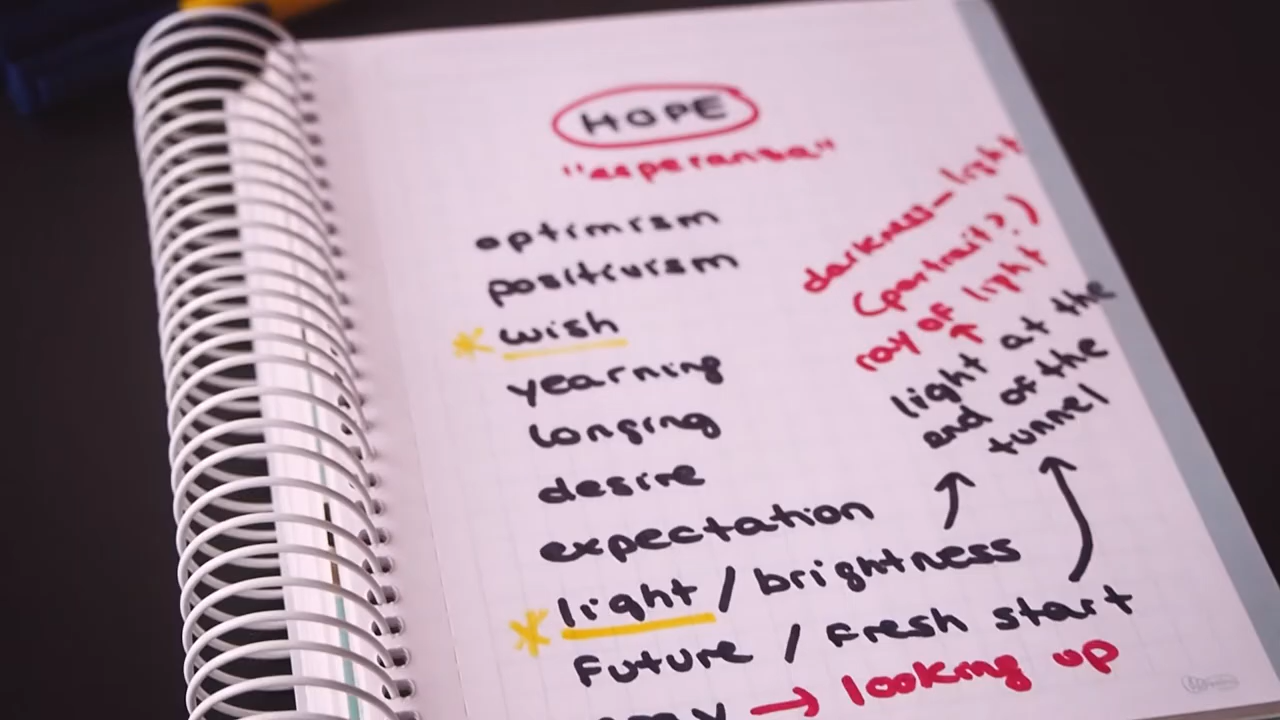 HOPE
"esperansa"
optimism
positivism
* wish
yearning
longing
desire
expectation
* light / brightness
future / fresh start
→ looking up
darkness - light
(portrait?)
ray of light
light at the
end of the
tunnel